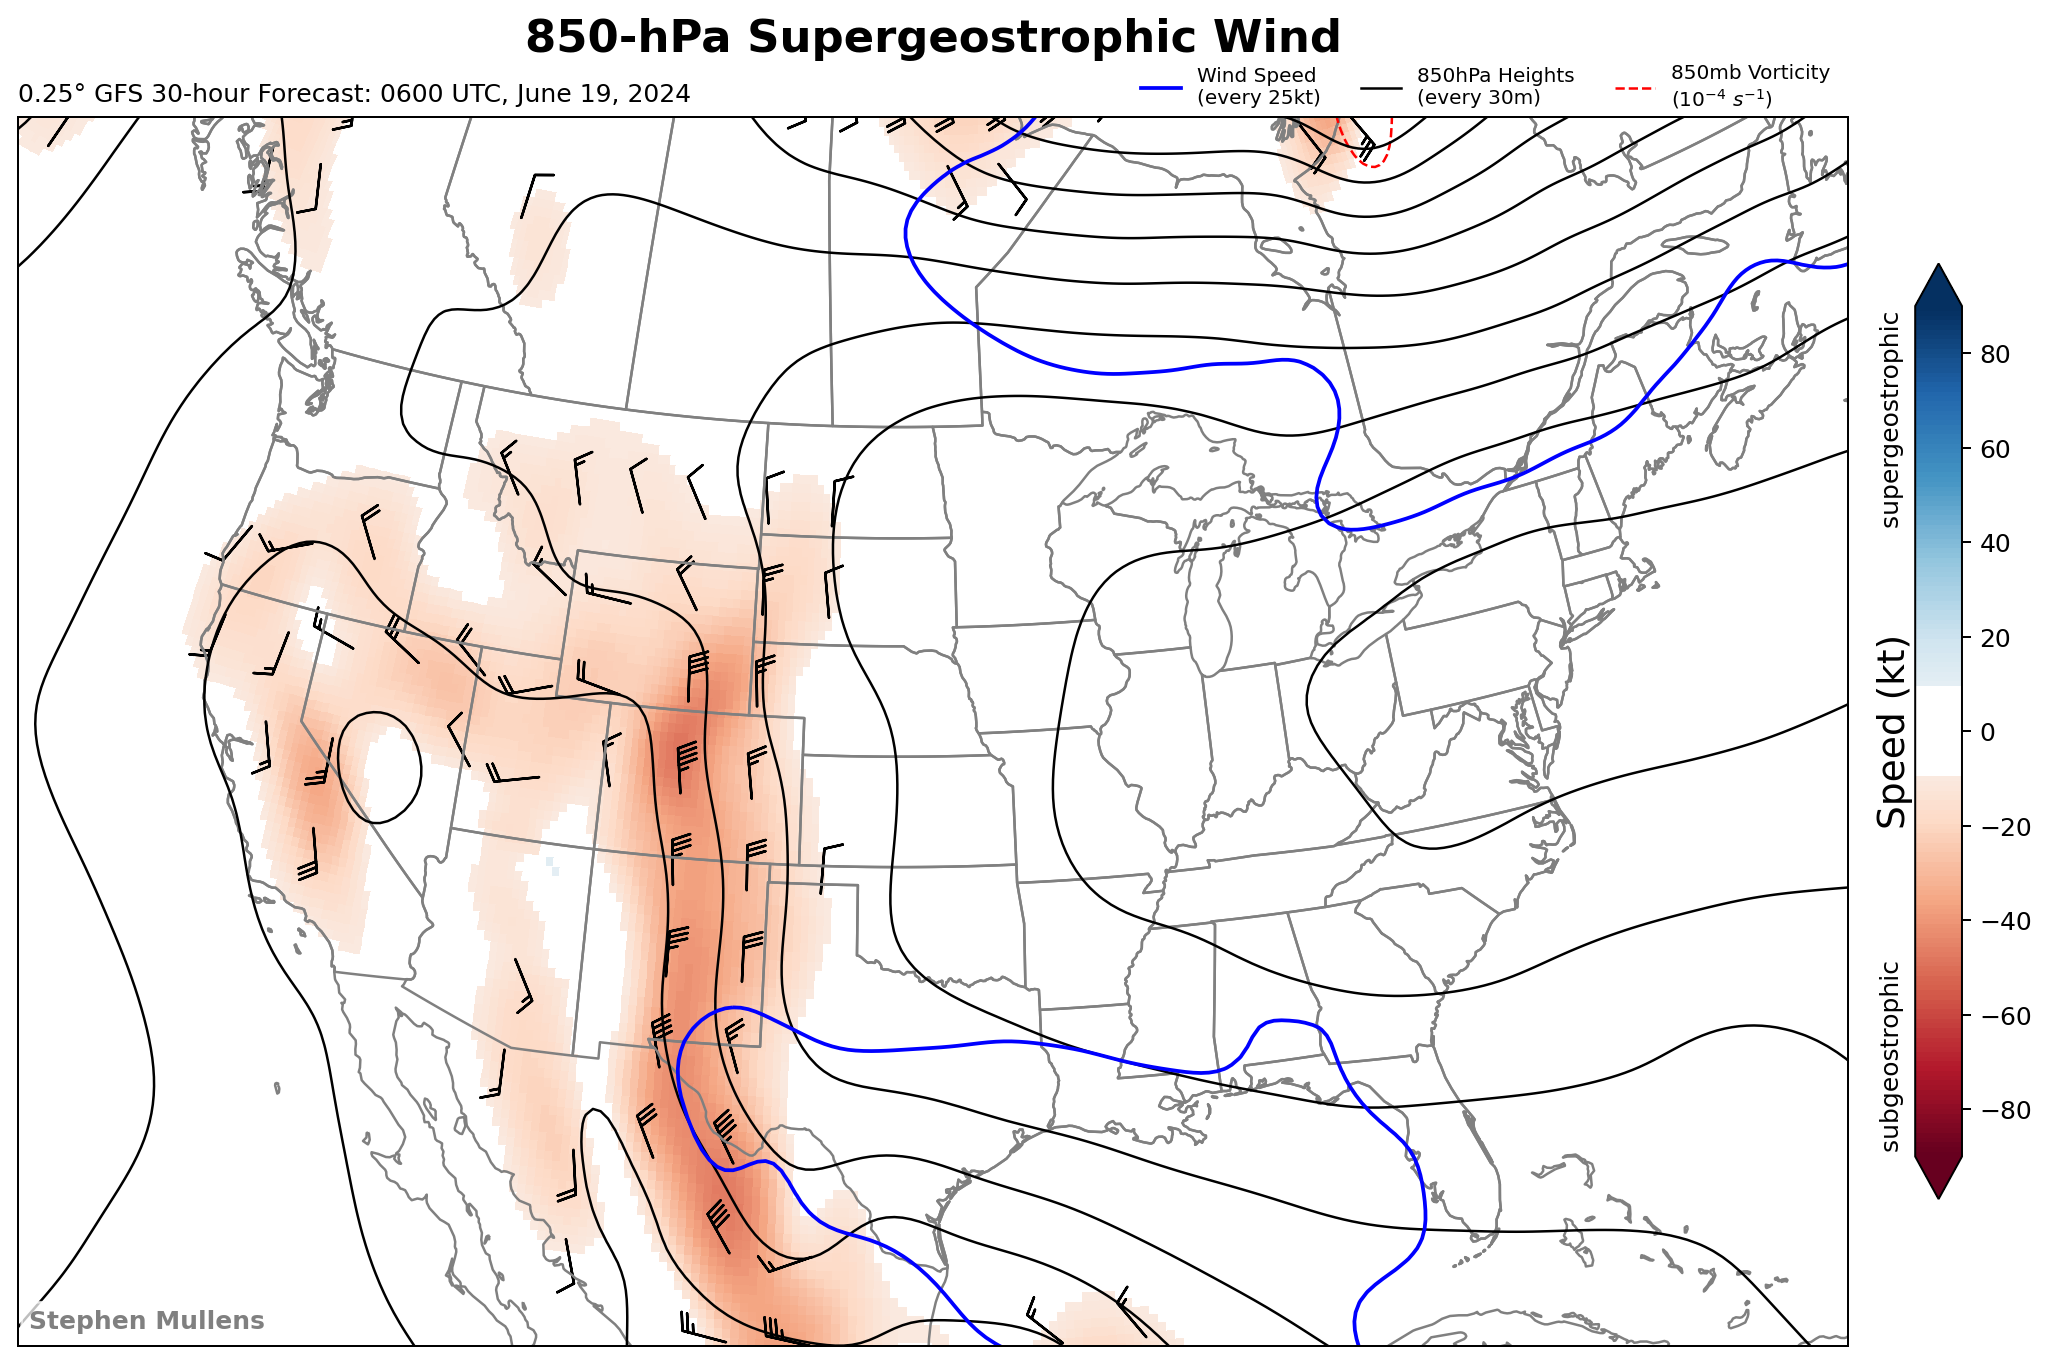 850-hPa Supergeostrophic Wind
0.25° GFS 30-hour Forecast: 0600 UTC, June 19, 2024
Wind Speed
(every 25kt)
850hPa Heights
(every 30m)
850mb Vorticity
(10⁻⁴ s⁻¹)
supergeostrophic
Speed (kt)
subgeostrophic
80
60
40
20
0
−20
−40
−60
−80
Stephen Mullens